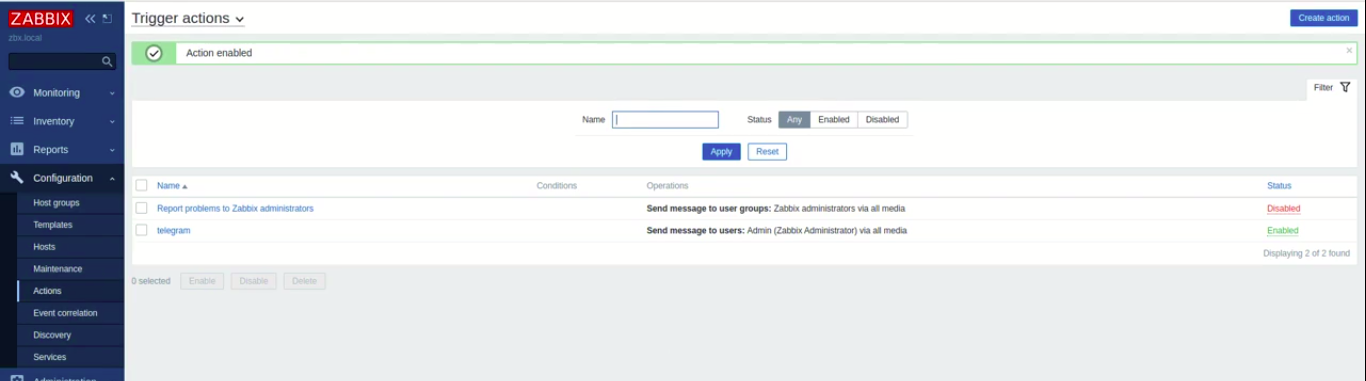 ZABBIX
zbx.local
Monitoring
Inventory
Reports
Configuration
Host groups
Templates
Hosts
Maintenance
Actions
Event correlation
Discovery
Services
Administration
Trigger actions
Create action
Action enabled
Filter
Name Status Any Enabled Disabled
Apply Reset
Name Conditions Operations Status
Report problems to Zabbix administrators Send message to user groups: Zabbix administrators via all media Disabled
telegram Send message to users: Admin (Zabbix Administrator) via all media Enabled
Displaying 2 of 2 found
0 selected Enable Disable Delete